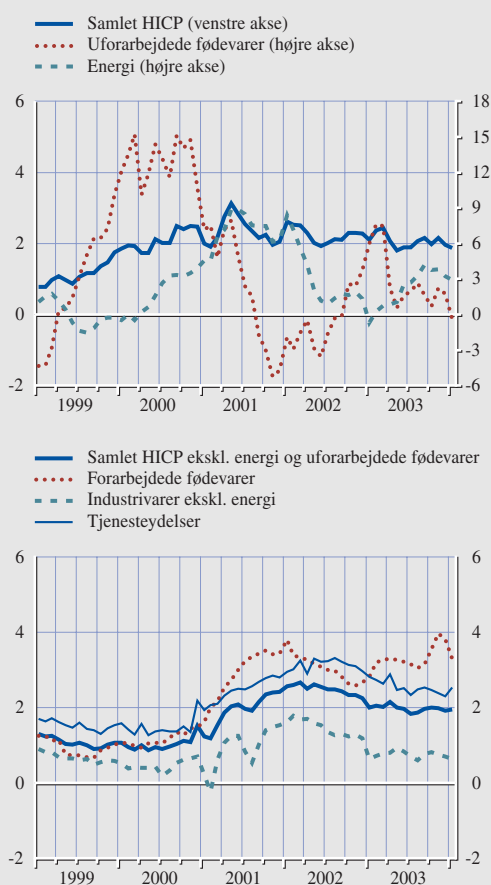 Samlet HICP (venstre akse)
Uforarbejdede fødevarer (højre akse)
Energi (højre akse)
6 18
15
4 12
9
2 6
3
0 0
-3
-2 -6
1999 2000 2001 2002 2003
Samlet HICP ekskl. energi og uforarbejdede fødevarer
Forarbejdede fødevarer
Industrivarer ekskl. energi
Tjenesteydelser
6 6
4 4
2 2
0 0
-2 -2
1999 2000 2001 2002 2003